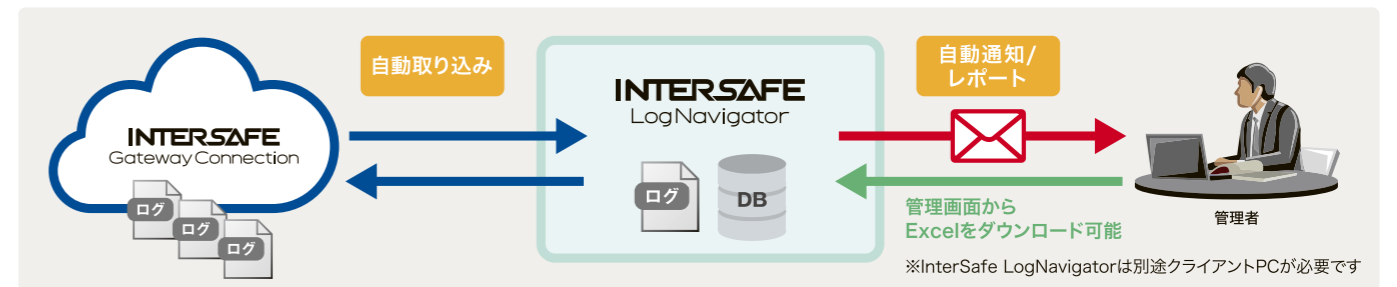 自動取り込み
INTERSAFE
Gateway Connection
ログ
ログ
ログ
INTERSAFE
LogNavigator
ログ
DB
自動通知/
レポート
管理画面から
Excelをダウンロード可能
管理者
※InterSafe LogNavigatorは別途クライアントPCが必要です